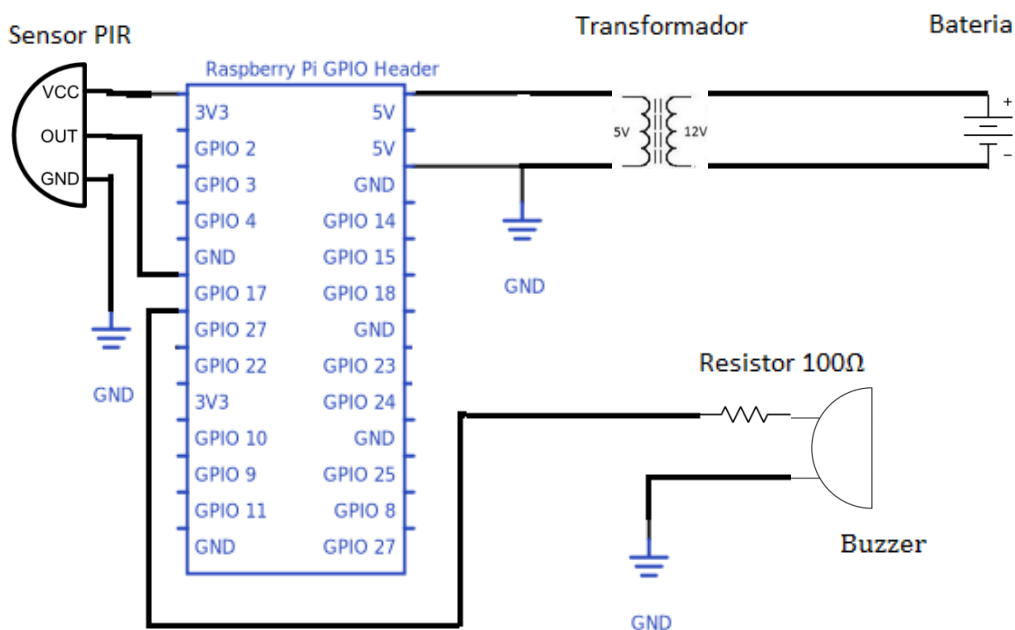 Transformador
Bateria
Sensor PIR
Raspberry Pi GPIO Header
VCC
OUT
GND
GND
3V3
GPIO 2
GPIO 3
GPIO 4
GND
GPIO 17
GPIO 27
GPIO 22
3V3
GPIO 10
GPIO 9
GPIO 11
GND
5V
5V
GND
GPIO 14
GPIO 15
GPIO 18
GND
GPIO 23
GPIO 24
GND
GPIO 25
GPIO 8
GPIO 27
5V
12V
+
−
GND
Resistor 100Ω
Buzzer
GND